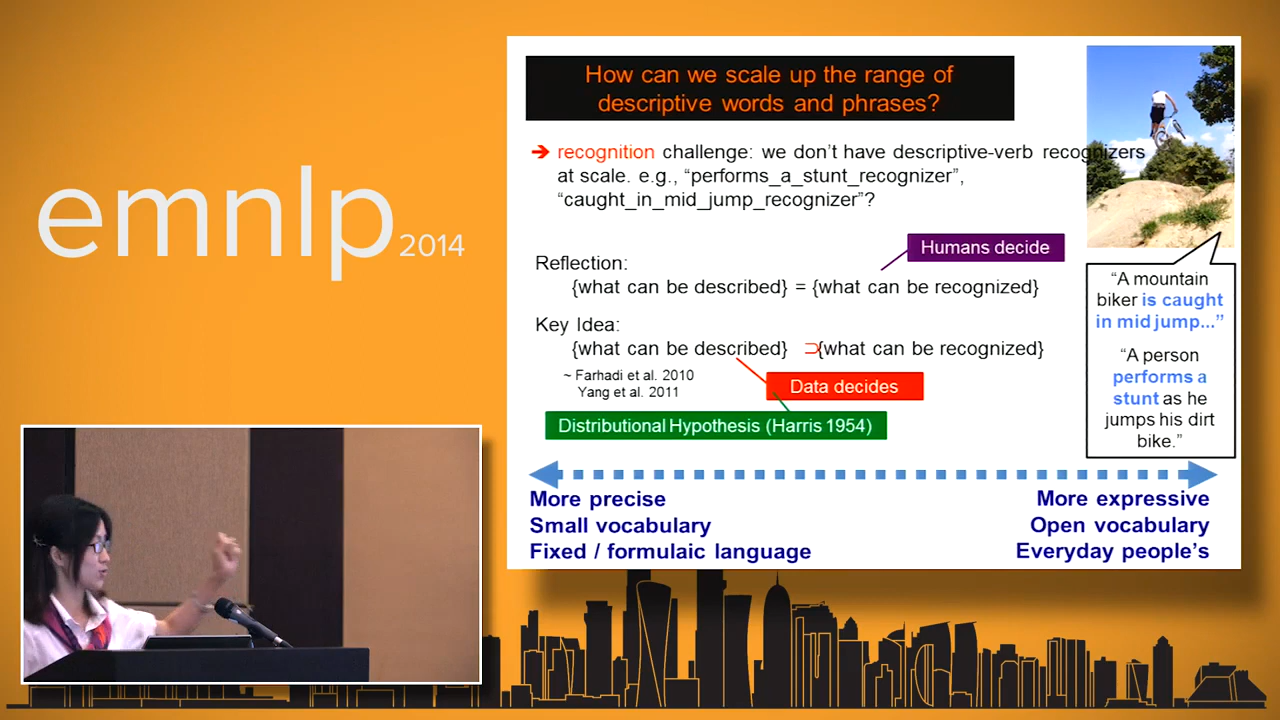 emnlp 2014
How can we scale up the range of
descriptive words and phrases?
➔ recognition challenge: we don't have descriptive-verb recognizers
at scale. e.g., “performs_a_stunt_recognizer”,
“caught_in_mid_jump_recognizer”?
Humans decide
Reflection:
{what can be described} = {what can be recognized}
Key Idea:
{what can be described} ⊃{what can be recognized}
~ Farhadi et al. 2010
Yang et al. 2011
Data decides
Distributional Hypothesis (Harris 1954)
“A mountain
biker is caught
in mid jump...”
“A person
performs a
stunt as he
jumps his dirt
bike.”
More precise
Small vocabulary
Fixed / formulaic language
More expressive
Open vocabulary
Everyday people's